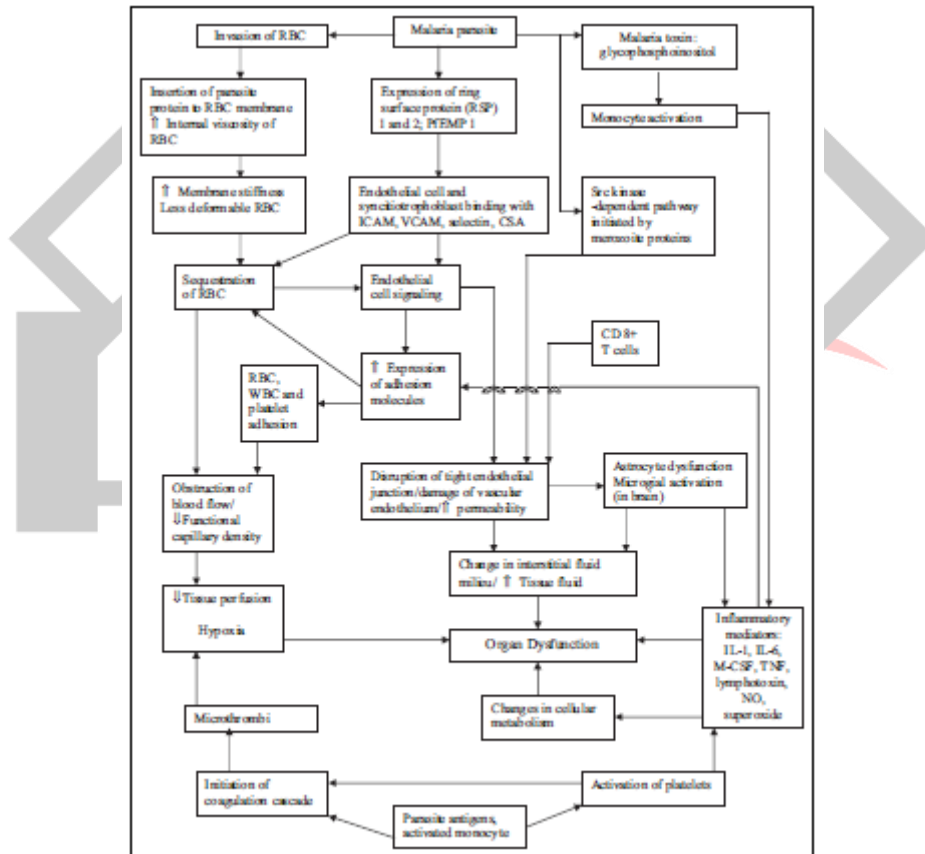 Invasion of RBC
Malaria parasite
Malaria toxin:
glycophosphoinositol
Insertion of parasite
protein to RBC membrane
⇑ Internal viscosity of
RBC
Expression of ring
surface protein (RSP)
1 and 2; PfEMP 1
Monocyte activation
⇑ Membrane stiffness
Less deformable RBC
Endothelial cell and
syncitiotrophoblast binding with
ICAM, VCAM, selectin, CSA
Src kinase
-dependent pathway
initiated by
merozoite proteins
Sequestration
of RBC
Endothelial
cell signaling
CD8+
T cells
⇑ Expression
of adhesion
molecules
RBC,
WBC and
platelet
adhesion
Disruption of tight endothelial
junction/damage of vascular
endothelium/⇑ permeability
Astrocyte dysfunction
Microgial activation
(in brain)
Obstruction of
blood flow/
⇓Functional
capillary density
Change in interstitial fluid
milieu/ ⇑ Tissue fluid
⇓Tissue perfusion
Hypoxia
Organ Dysfunction
Inflammatory
mediators:
IL-1, IL-6,
M-CSF, TNF,
lymphotoxin,
NO,
superoxide
Microthrombi
Changes in cellular
metabolism
Initiation of
coagulation cascade
Activation of platelets
Parasite antigens,
activated monocyte